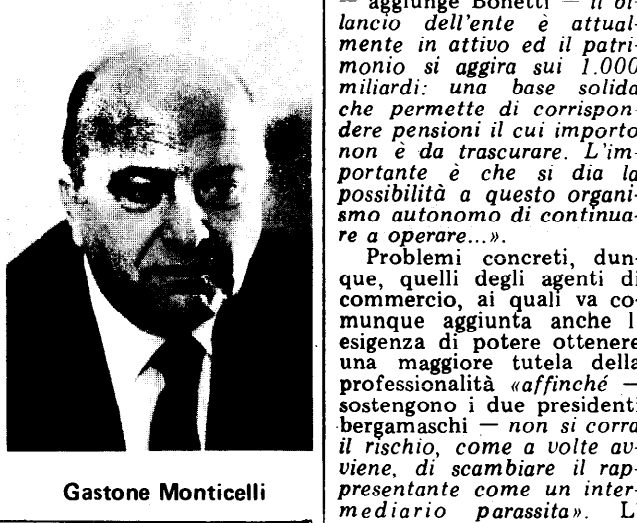 Gastone Monticelli
— aggiunge Bonetti — il bi-
lancio dell'ente è attual-
mente in attivo ed il patri-
monio si aggira sui 1.000
miliardi: una base solida
che permette di corrispon-
dere pensioni il cui importo
non è da trascurare. L'im-
portante è che si dia la
possibilità a questo organi-
smo autonomo di continua-
re a operare...».
Problemi concreti, dun-
que, quelli degli agenti di
commercio, ai quali va co-
munque aggiunta anche l'
esigenza di potere ottenere
una maggiore tutela della
professionalità «affinché —
sostengono i due presidenti
bergamaschi — non si corra
il rischio, come a volte av-
viene, di scambiare il rap-
presentante come un inter-
mediario parassita». L'